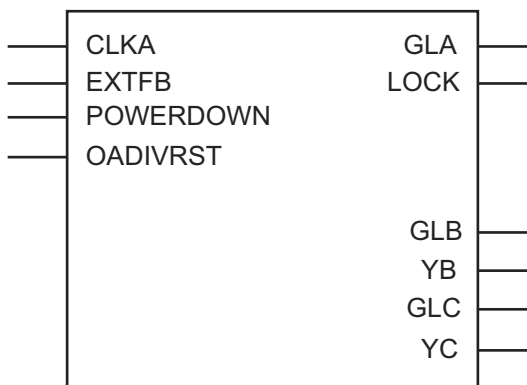 CLKA GLA
EXTFB LOCK
POWERDOWN
OADIVRST
GLB
YB
GLC
YC